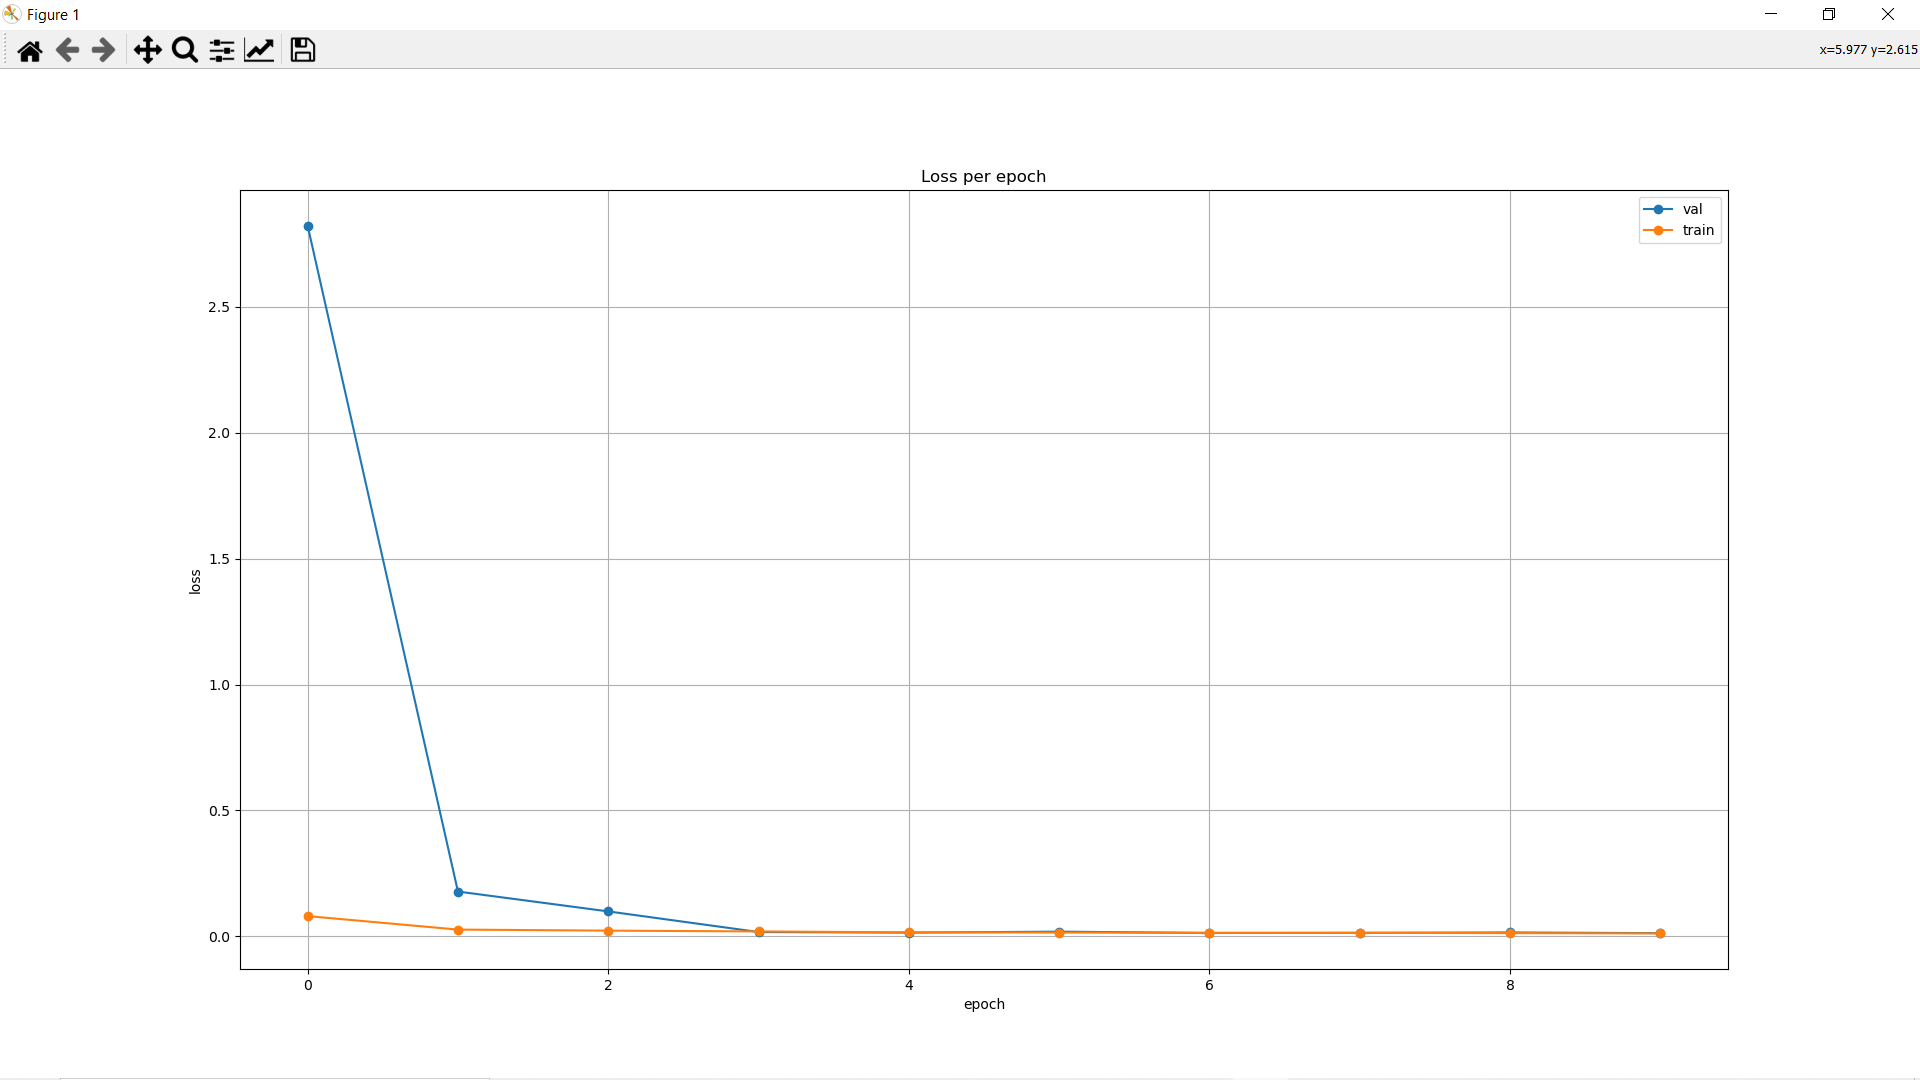 Figure 1
x=5.977 y=2.615
Loss per epoch
val
train
2.5
2.0
1.5
1.0
0.5
0.0
loss
0 2 4 6 8
epoch